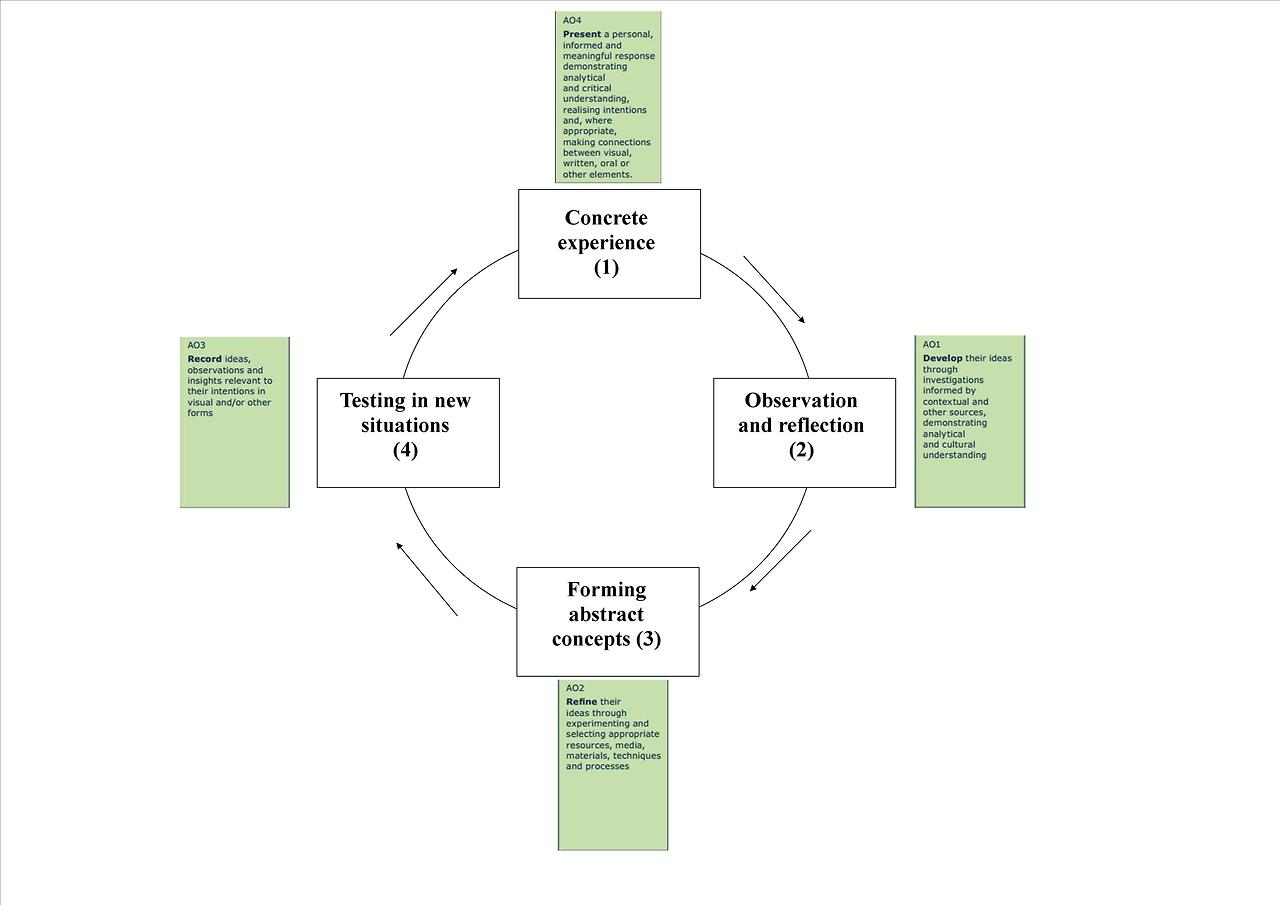 AO4
Present a personal,
informed and
meaningful response
demonstrating
analytical
and critical
understanding,
realising intentions
and, where
appropriate,
making connections
between visual,
written, oral or
other elements.
Concrete
experience
(1)
AO3
Record ideas,
observations and
insights relevant to
their intentions in
visual and/or other
forms
Testing in new
situations
(4)
Observation
and reflection
(2)
AO1
Develop their ideas
through
investigations
informed by
contextual and
other sources,
demonstrating
analytical
and cultural
understanding
Forming
abstract
concepts (3)
AO2
Refine their
ideas through
experimenting and
selecting appropriate
resources, media,
materials, techniques
and processes